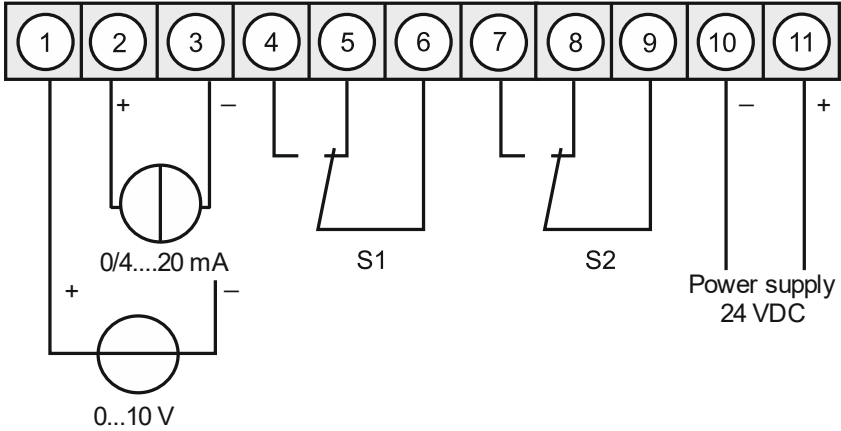 1 2 3 4 5 6 7 8 9 10 11
+ – – +
0/4....20 mA
S1 S2
+ –
Power supply
24 VDC
0...10 V